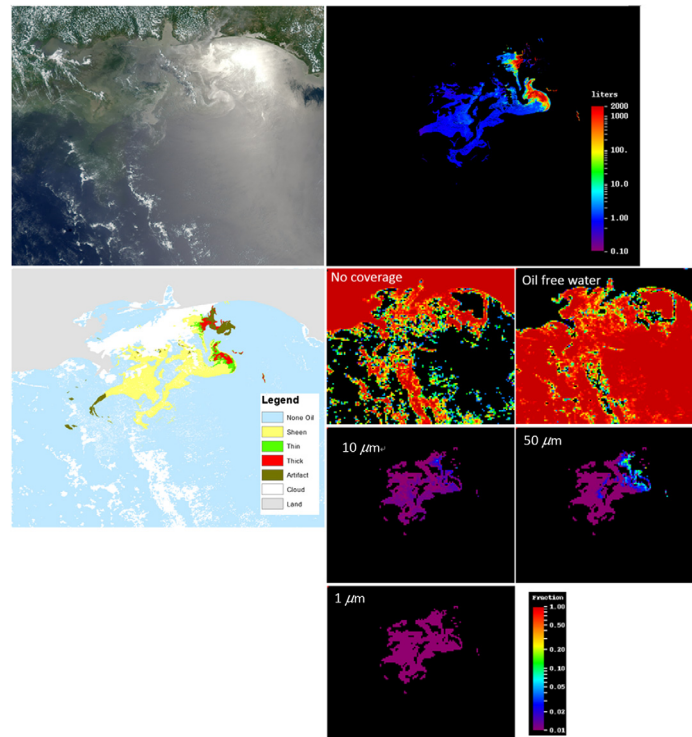 liters
2000
1000
100.
10.0
1.00
0.10
No coverage
Oil free water
Legend
None Oil
Sheen
Thin
Thick
Artifact
Cloud
Land
10 μm
50 μm
1 μm
Fraction
1.00
0.50
0.20
0.10
0.05
0.02
0.01